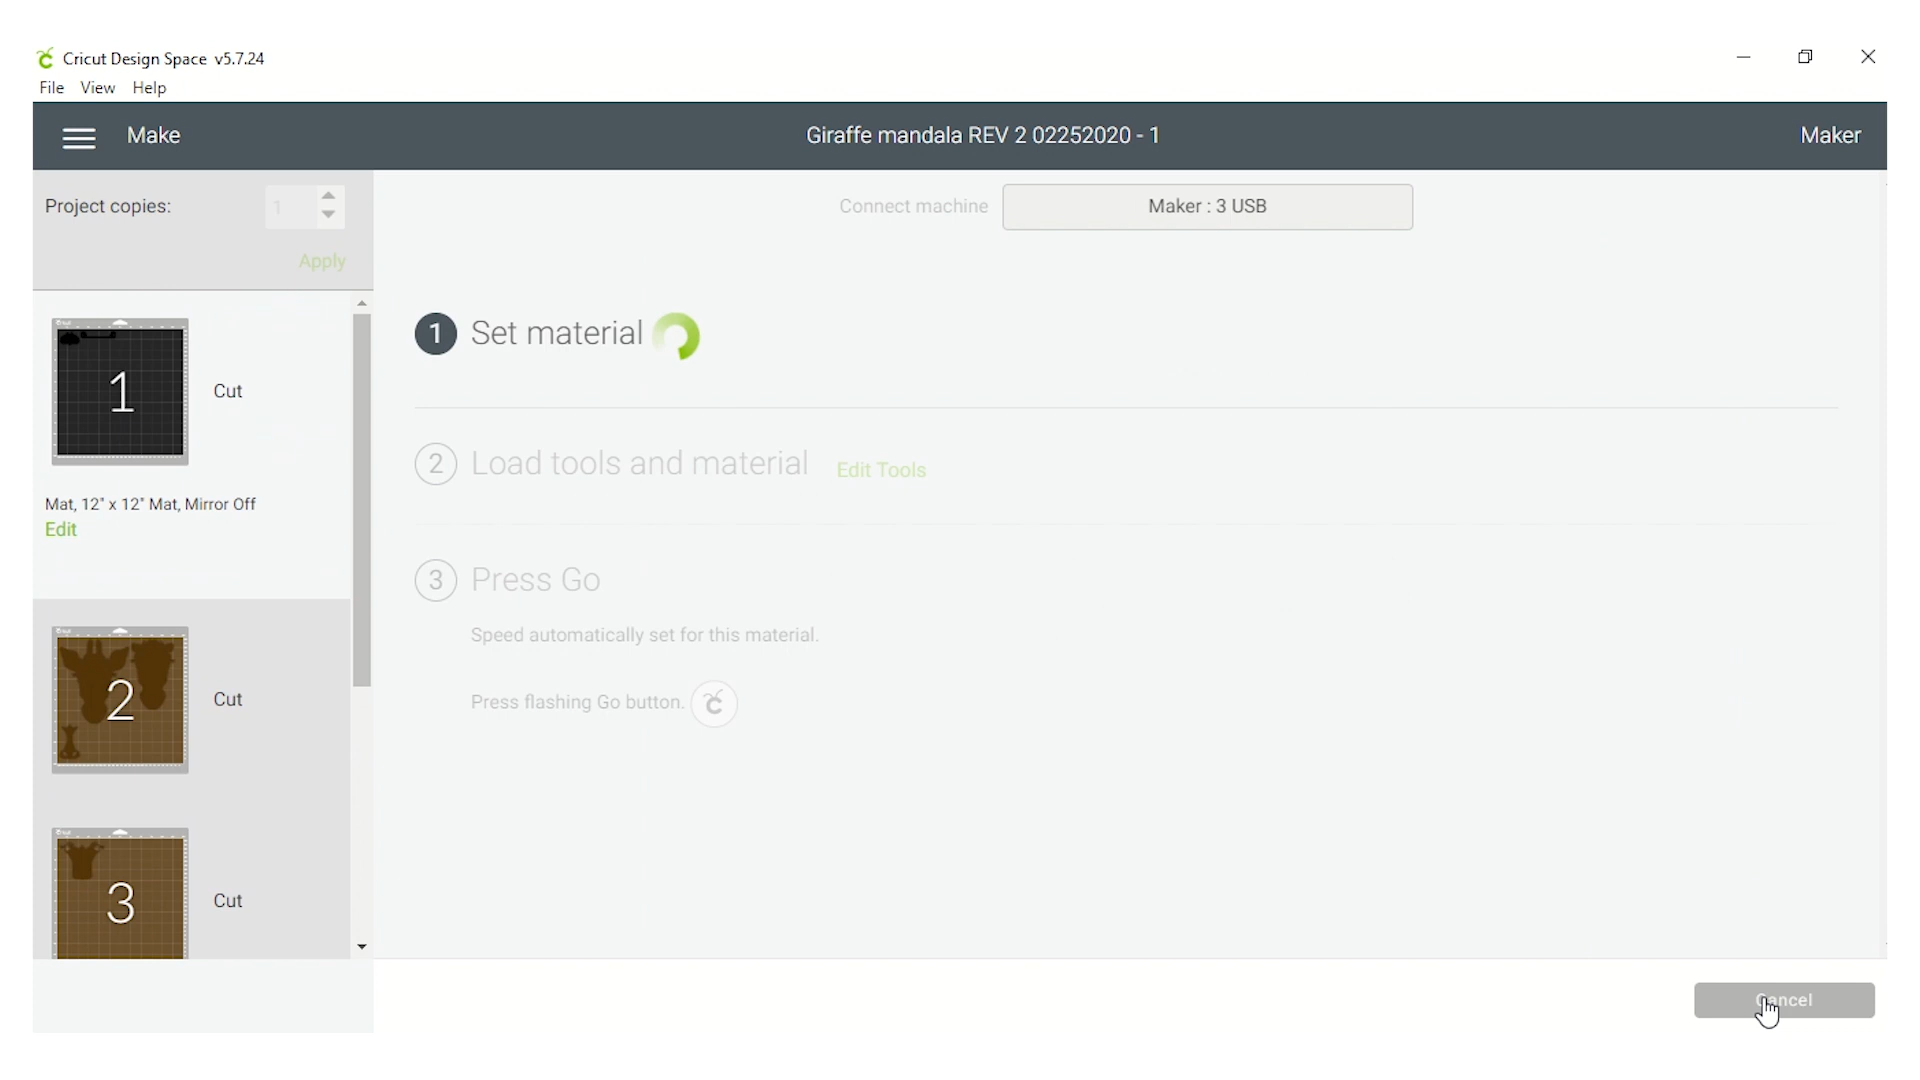 Cricut Design Space v5.7.24
File View Help
Make
Giraffe mandala REV 2 02252020 - 1
Maker
Project copies:
1
Apply
Connect machine
Maker : 3 USB
1
Cut
Mat, 12" x 12" Mat, Mirror Off
Edit
2
Cut
3
Cut
1 Set material
2 Load tools and material Edit Tools
3 Press Go
Speed automatically set for this material.
Press flashing Go button.
Cancel